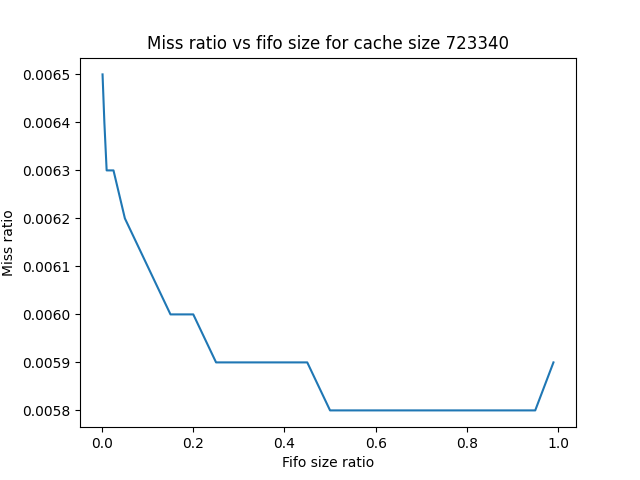 Miss ratio vs fifo size for cache size 723340
0.0065
0.0064
0.0063
0.0062
0.0061
0.0060
0.0059
0.0058
Miss ratio
0.0 0.2 0.4 0.6 0.8 1.0
Fifo size ratio